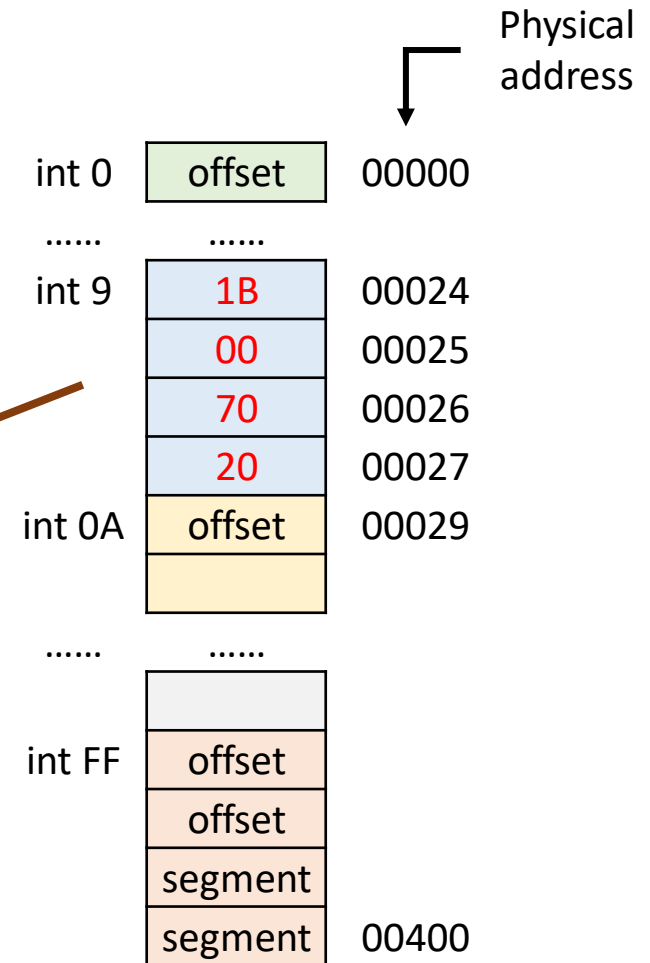 Physical
address
int 0 offset 00000
...... ......
int 9 1B 00024
00 00025
70 00026
20 00027
int 0A offset 00029
...... ......
int FF offset
offset
segment
segment 00400